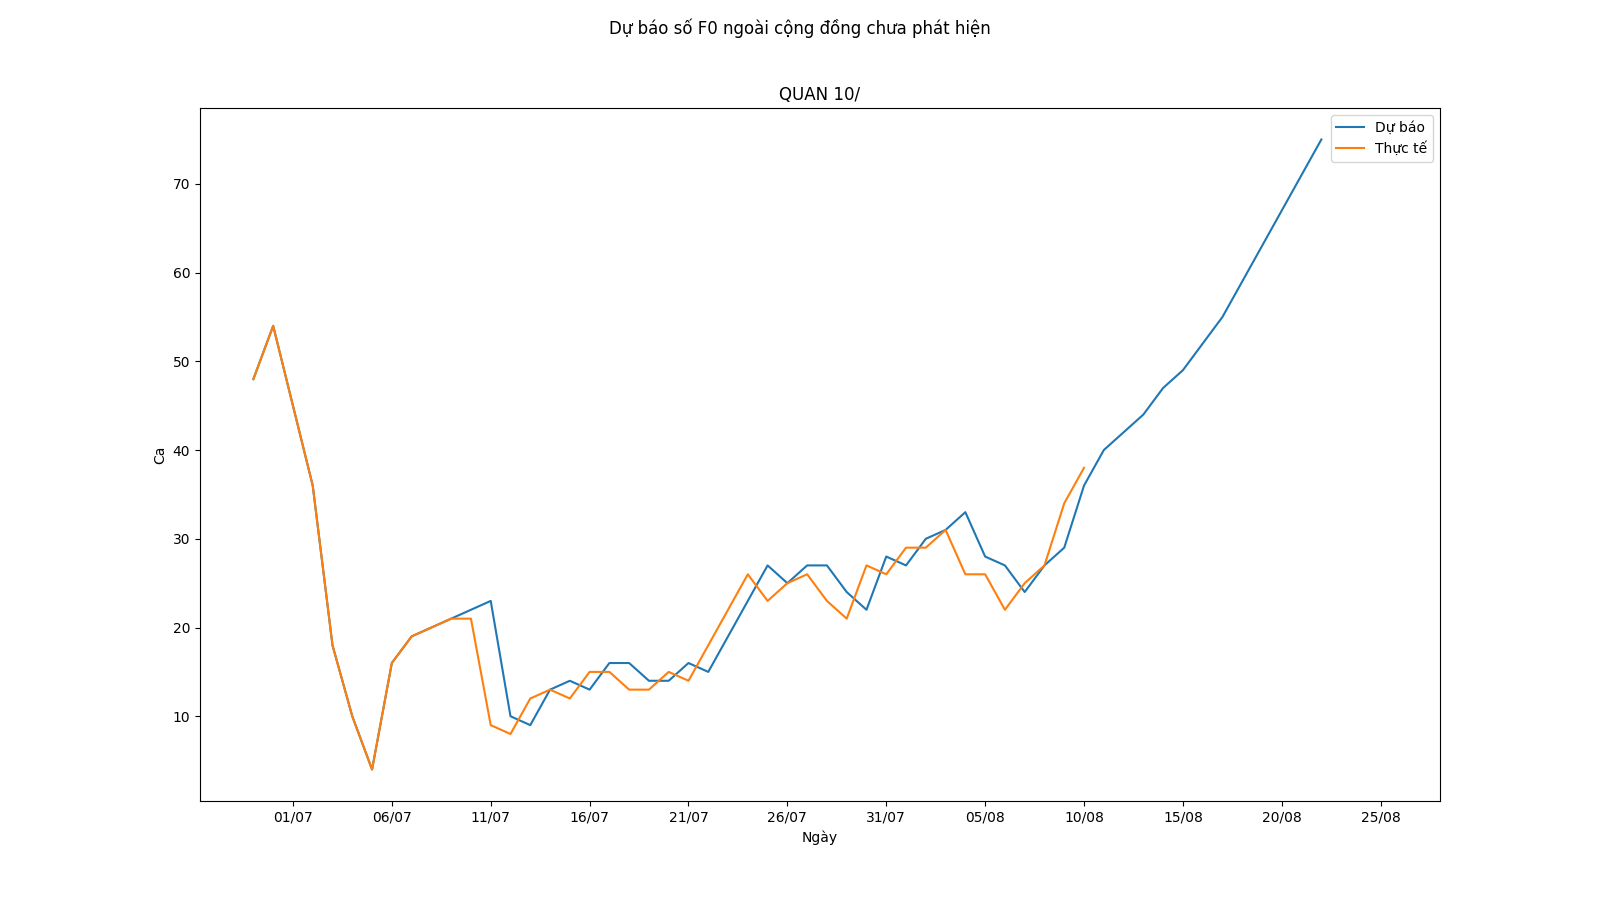 Dự báo số F0 ngoài cộng đồng chưa phát hiện
QUAN 10/
Dự báo
Thực tế
70
60
50
40
30
20
10
Ca
01/07 06/07 11/07 16/07 21/07 26/07 31/07 05/08 10/08 15/08 20/08 25/08
Ngày